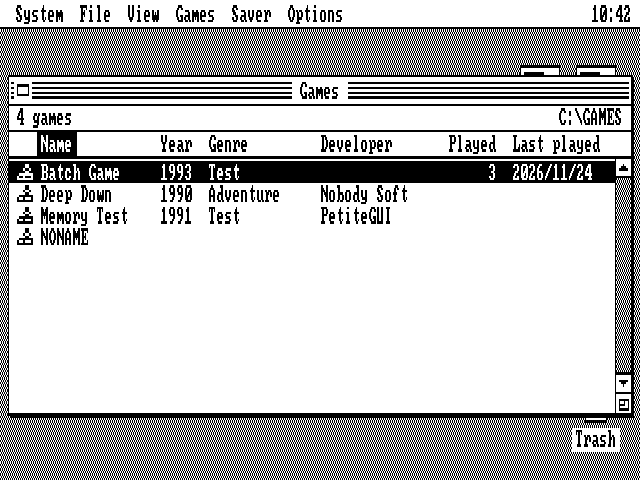 System File View Games Saver Options 10:42
Games
4 games C:\GAMES
Name Year Genre Developer Played Last played
Batch Game 1993 Test 3 2026/11/24
Deep Down 1990 Adventure Nobody Soft
Memory Test 1991 Test PetiteGUI
NONAME
Trash